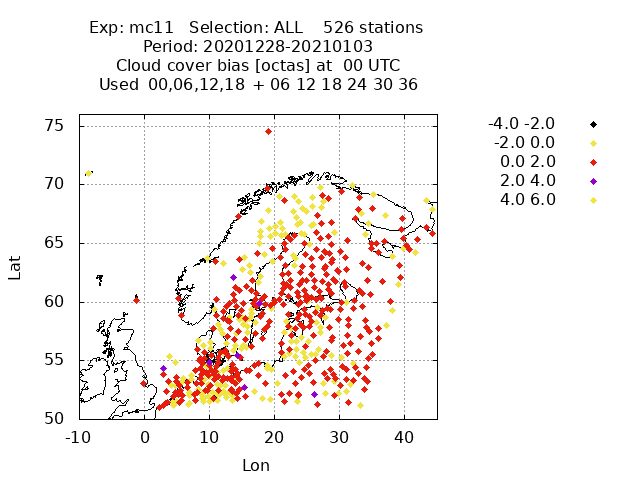 Exp: mc11 Selection: ALL 526 stations
Period: 20201228-20210103
Cloud cover bias [octas] at 00 UTC
Used 00,06,12,18 + 06 12 18 24 30 36
-4.0 -2.0
-2.0 0.0
0.0 2.0
2.0 4.0
4.0 6.0
Lat
75
70
65
60
55
50
-10 0 10 20 30 40
Lon